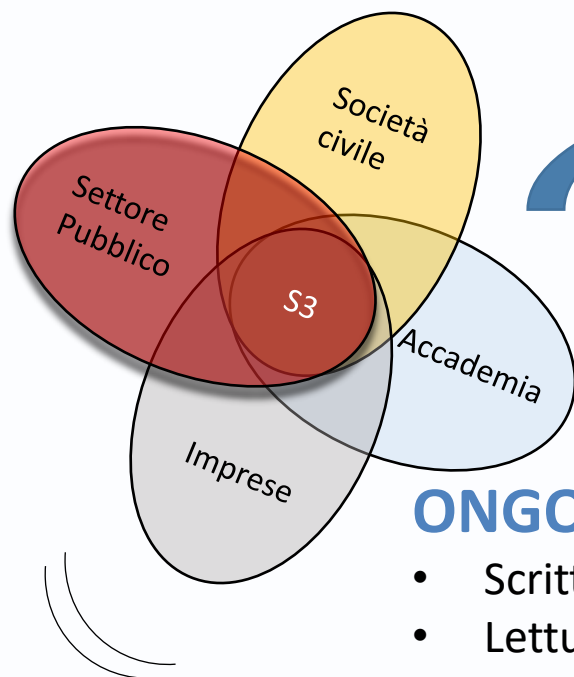 Società
civile
Settore
Pubblico
S3
Accademia
Imprese
ONGO
• Scritt
• Lettu